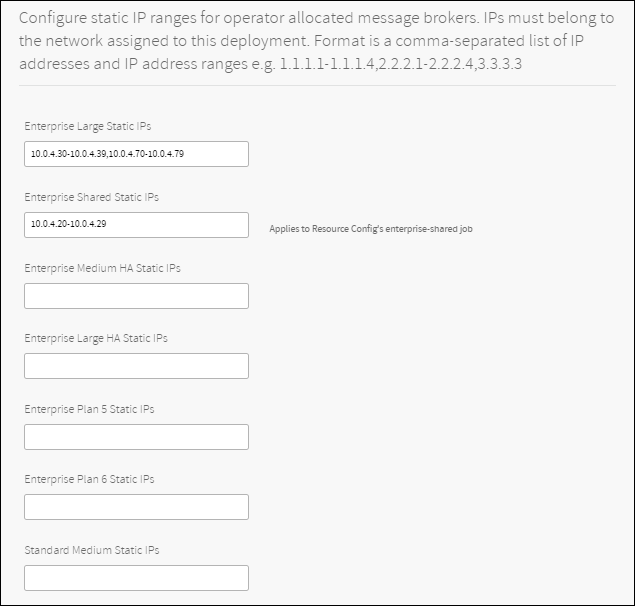 Configure static IP ranges for operator allocated message brokers. IPs must belong to
the network assigned to this deployment. Format is a comma-separated list of IP
addresses and IP address ranges e.g. 1.1.1.1-1.1.1.4,2.2.2.1-2.2.2.4,3.3.3.3
Enterprise Large Static IPs
10.0.4.30-10.0.4.39,10.0.4.70-10.0.4.79
Enterprise Shared Static IPs
10.0.4.20-10.0.4.29
Applies to Resource Config's enterprise-shared job
Enterprise Medium HA Static IPs
Enterprise Large HA Static IPs
Enterprise Plan 5 Static IPs
Enterprise Plan 6 Static IPs
Standard Medium Static IPs